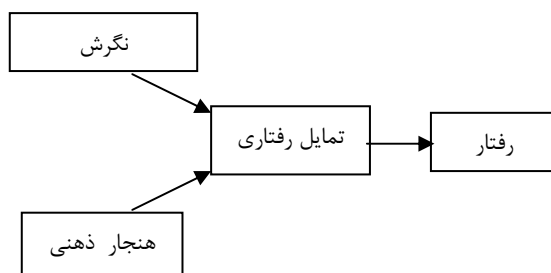 نگرش
تمایل رفتاری
رفتار
هنجار ذهنی